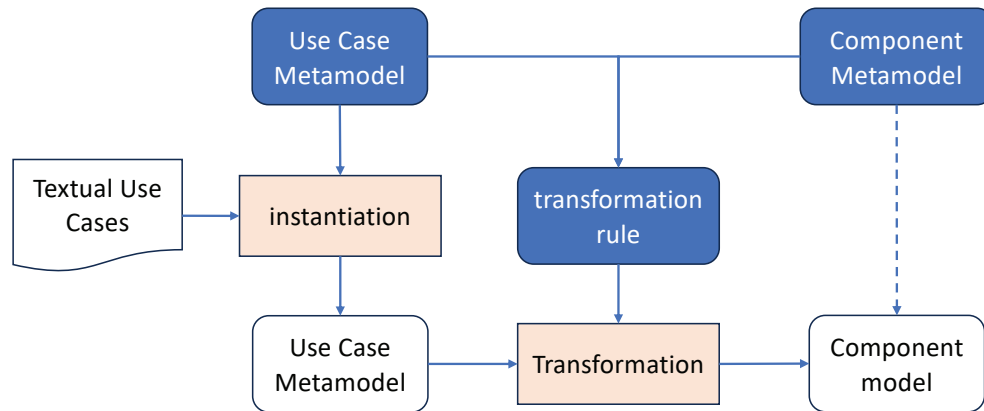 Use Case
Metamodel
Component
Metamodel
Textual Use
Cases
instantiation
transformation
rule
Use Case
Metamodel
Transformation
Component
model